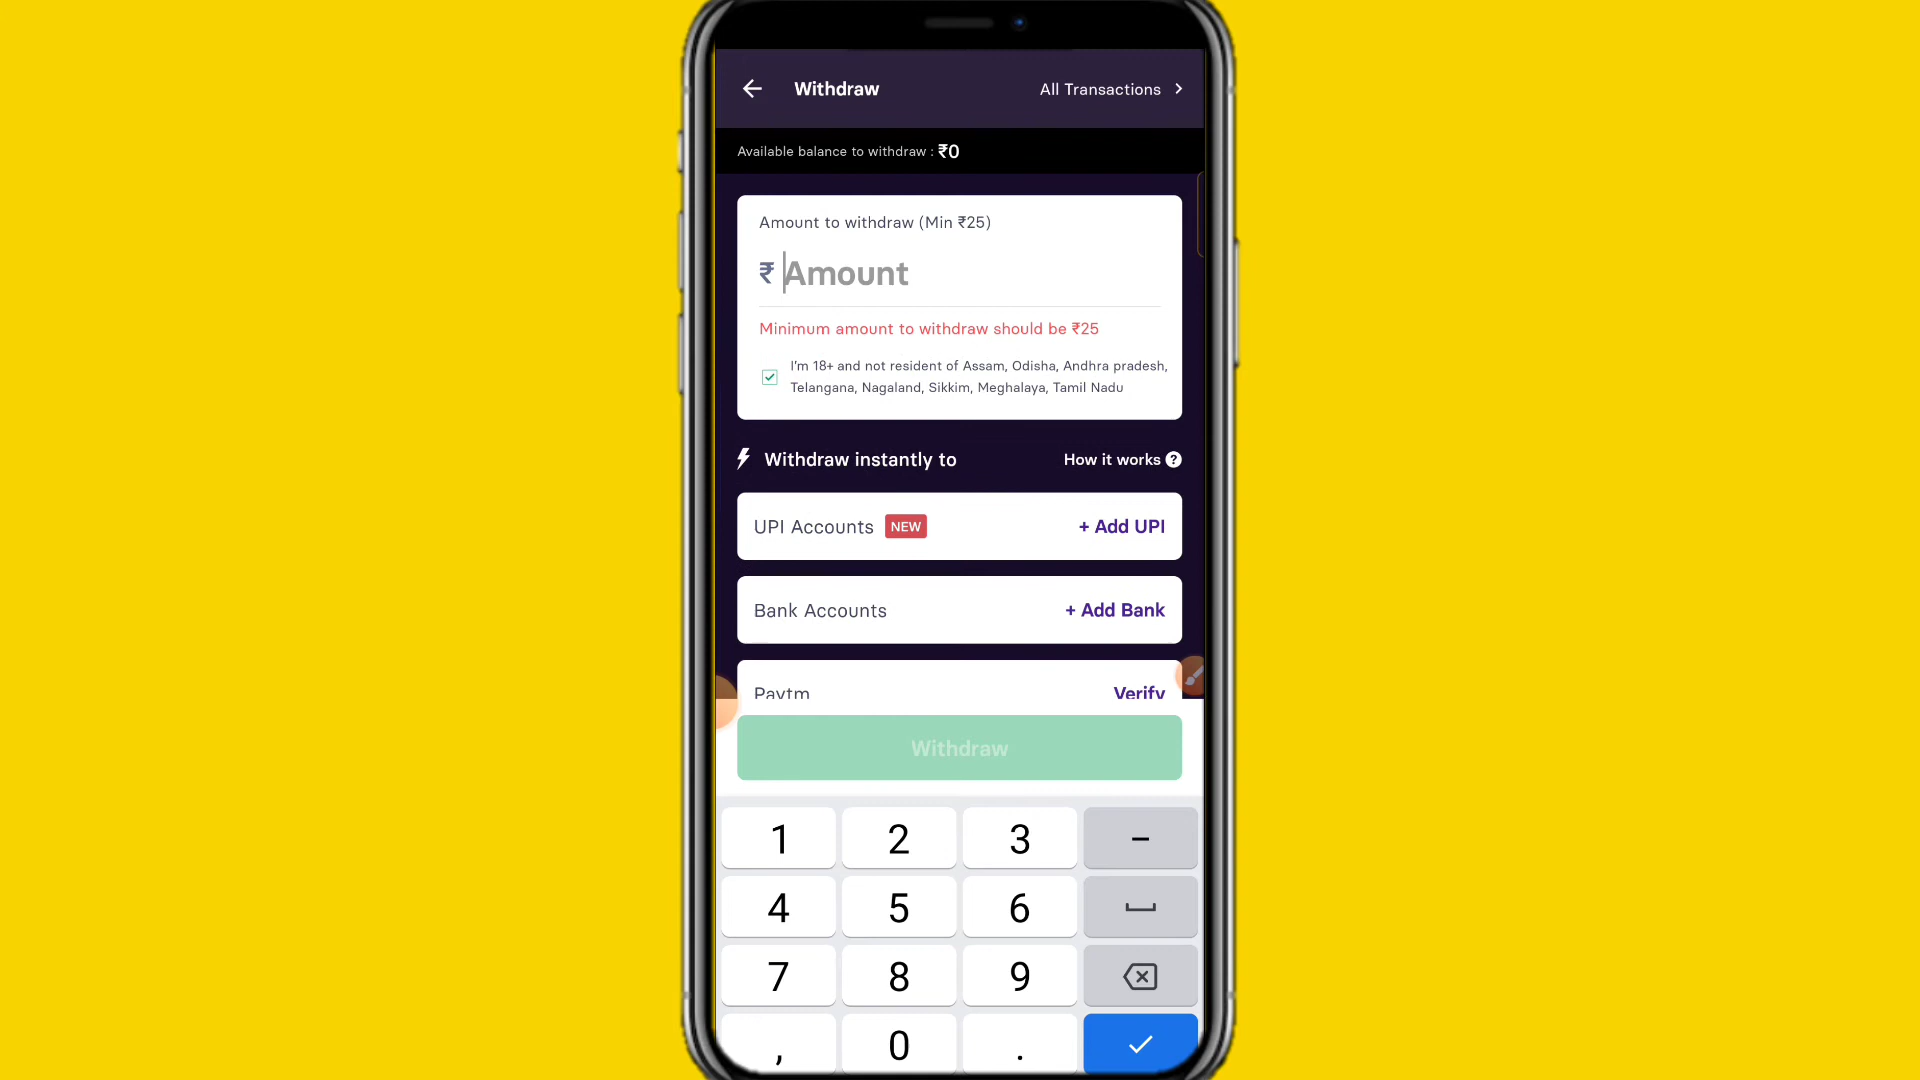 Withdraw
All Transactions
Available balance to withdraw : ₹0
Amount to withdraw (Min ₹25)
₹ Amount
Minimum amount to withdraw should be ₹25
I'm 18+ and not resident of Assam, Odisha, Andhra pradesh,
Telangana, Nagaland, Sikkim, Meghalaya, Tamil Nadu
Withdraw instantly to
How it works ?
UPI Accounts NEW
+ Add UPI
Bank Accounts
+ Add Bank
Paytm
Verify
Withdraw
1 2 3 -
4 5 6
7 8 9
, 0 .